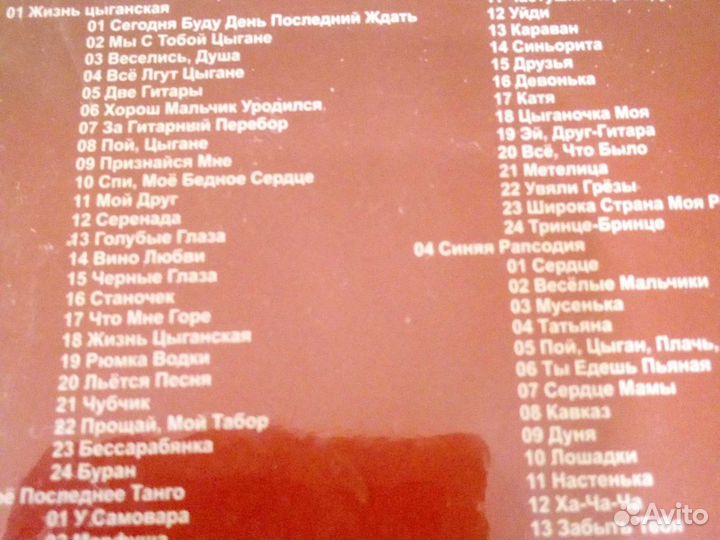 01 Жизнь цыганская
01 Сегодня Буду День Последний Ждать
02 Мы С Тобой Цыгане
03 Веселись, Душа
04 Всё Лгут Цыгане
05 Две Гитары
06 Хорош Мальчик Уродился
07 За Гитарный Перебор
08 Пой, Цыгане
09 Признайся Мне
10 Спи, Моё Бедное Сердце
11 Мой Друг
12 Серенада
13 Голубые Глаза
14 Вино Любви
15 Черные Глаза
16 Станочек
17 Что Мне Горе
18 Жизнь Цыганская
19 Рюмка Водки
20 Льётся Песня
21 Чубчик
22 Прощай, Мой Табор
23 Бессарабянка
24 Буран
ё Последнее Танго
01 У Самовара
12 Уйди
13 Караван
14 Синьорита
15 Друзья
16 Девонька
17 Катя
18 Цыганочка Моя
19 Эй, Друг-Гитара
20 Всё, Что Было
21 Метелица
22 Увяли Грёзы
23 Широка Страна Моя Р
24 Тринце-Бринце
04 Синяя Рапсодия
01 Сердце
02 Весёлые Мальчики
03 Мусенька
04 Татьяна
05 Пой, Цыган, Плачь,
06 Ты Едешь Пьяная
07 Сердце Мамы
08 Кавказ
09 Дуня
10 Лошадки
11 Настенька
12 Ха-Ча-Ча
13 Забыть Тебя
Avito